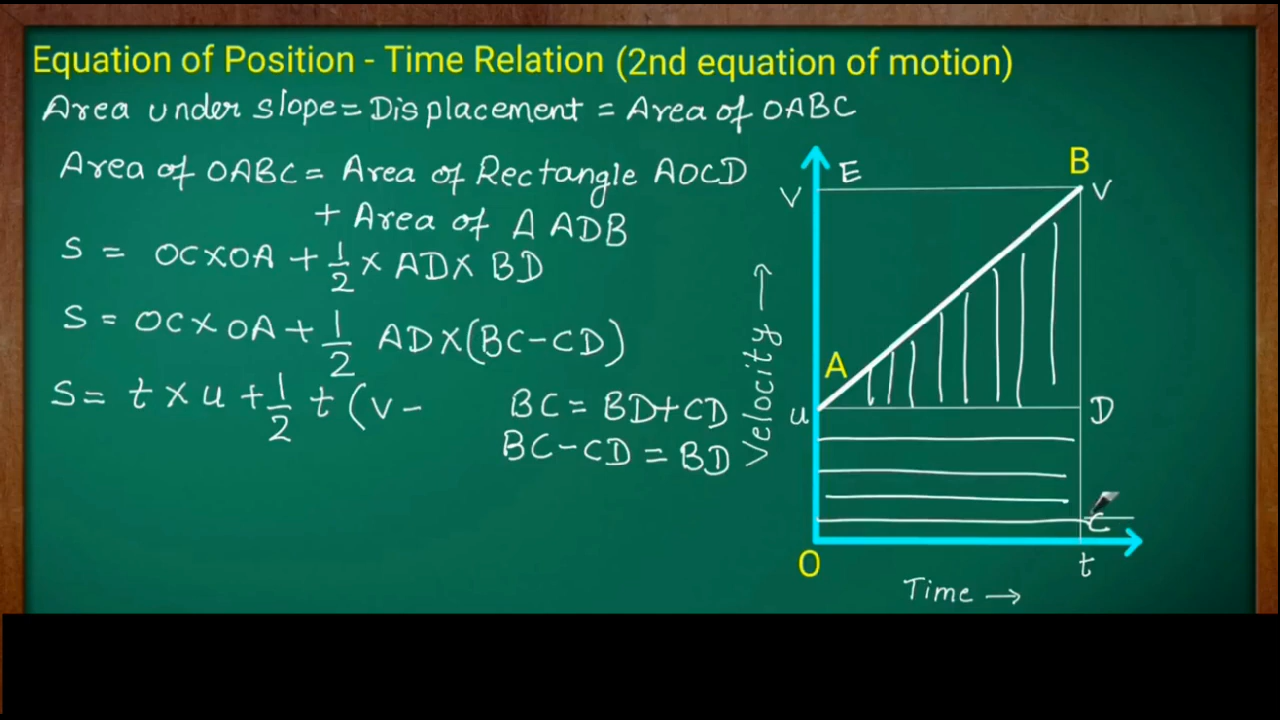 Equation of Position - Time Relation (2nd equation of motion)
Area under slope = Displacement = Area of OABC
Area of OABC = Area of Rectangle AOCD
+ Area of A ADB
S = OC×OA + 1/2 × AD× BD
S = OC×OA + 1/2 AD×(BC-CD)
S = t × u + 1/2 t (v -
BC = BD+CD
BC-CD = BD
E
B
V
V
A
u
D
Velocity →
C
O
t
Time →